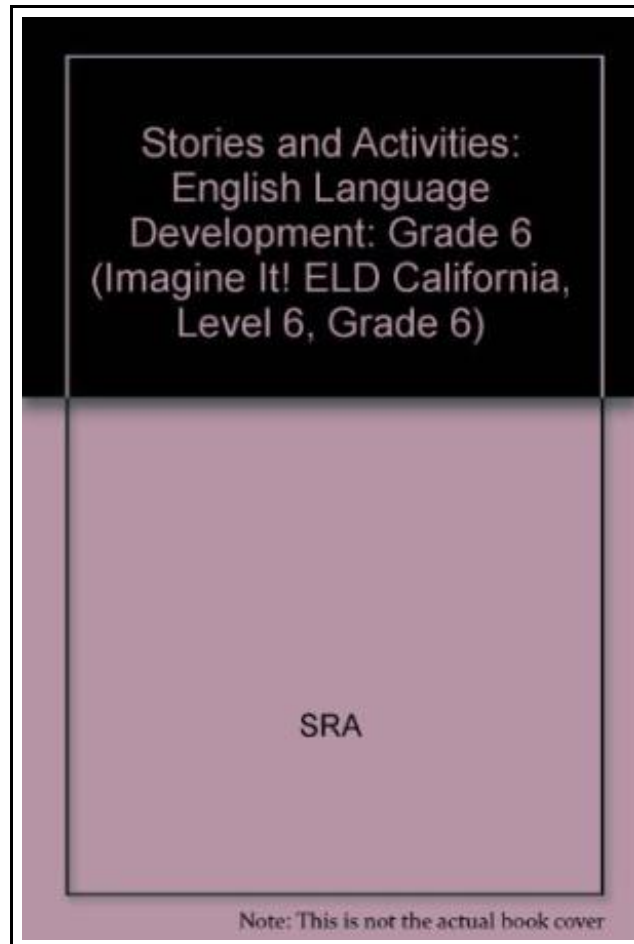 Stories and Activities:
English Language
Development: Grade 6
(Imagine It! ELD California,
Level 6, Grade 6)
SRA
Note: This is not the actual book cover